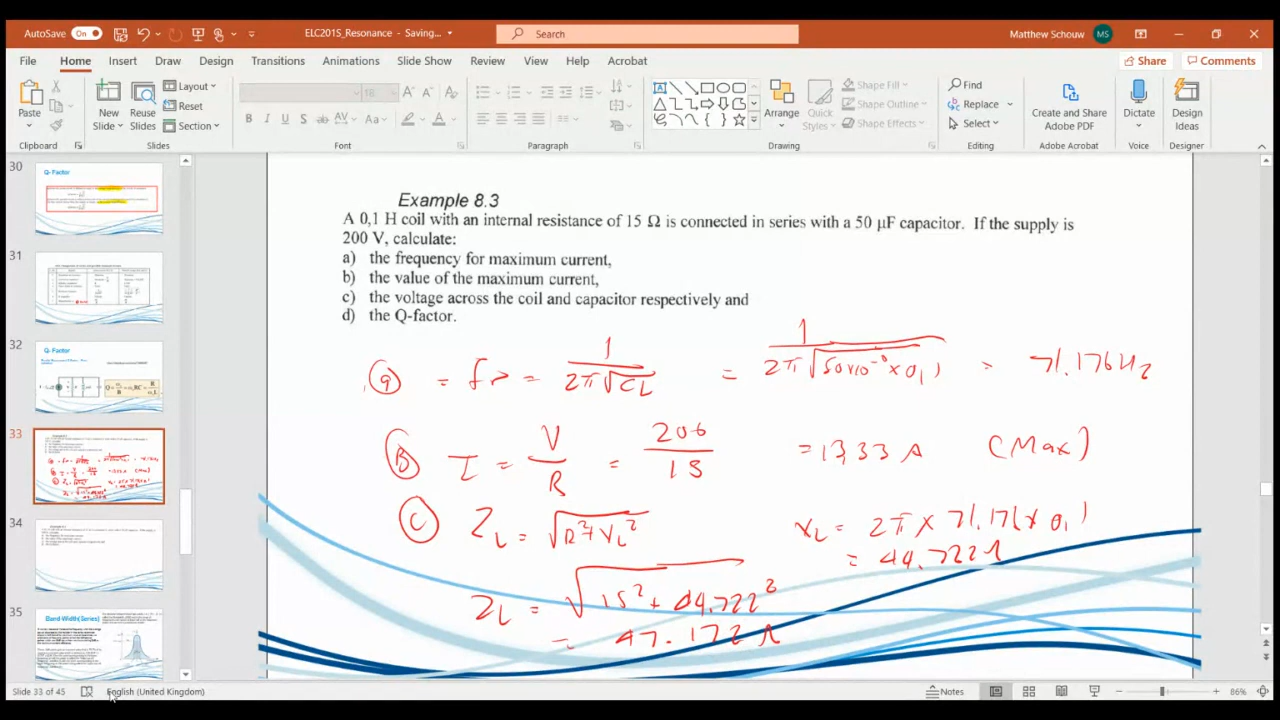 AutoSave On ELC201S_Resonance - Saving... Search Matthew Schouw MS
File Home Insert Draw Design Transitions Animations Slide Show Review View Help Acrobat Share Comments
Paste New Slide Reuse Slides Layout Reset Section 18 Arrange Quick Styles Shape Fill Shape Outline Shape Effects Find Replace Select Create and Share Adobe PDF Dictate Design Ideas
Clipboard Slides Font Paragraph Drawing Editing Adobe Acrobat Voice Designer
30
Q- Factor
31
32
Q- Factor
33
34
35
Band-Width(Series)
Example 8.3
A 0,1 H coil with an internal resistance of 15 Ω is connected in series with a 50 μF capacitor. If the supply is
200 V, calculate:
a) the frequency for maximum current,
b) the value of the maximum current,
c) the voltage across the coil and capacitor respectively and
d) the Q-factor.
(a) = fr = 1/2π√CL = 1/2π√(50×10⁻⁶×0,1) = 71.176Hz
(B) I = V/R = 200/15 = 13,33 A (Max)
(C) ZL = √R²+XL² XL = 2π × 71.176×0,1
= 44.722Ω
ZL = √15²+44.722²
= 47.172Ω
Slide 33 of 45 English (United Kingdom) Notes 86%